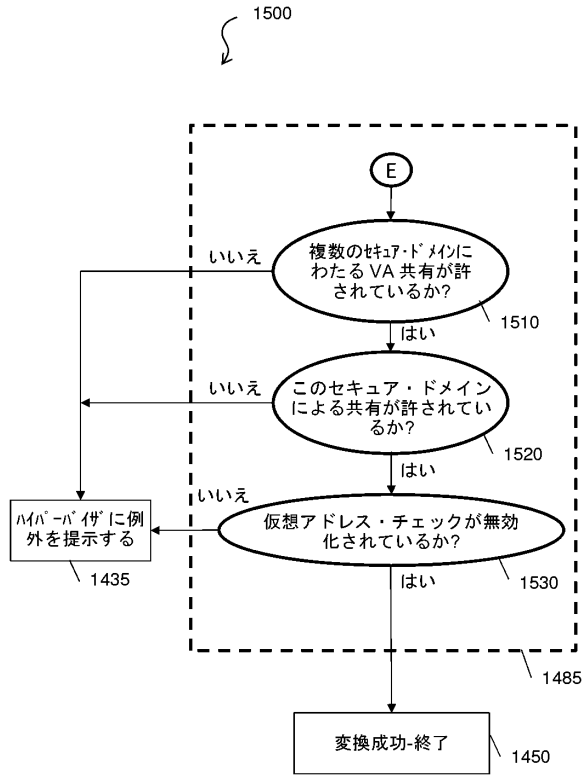 1500
E
複数のｾｷｭｱ・ﾄﾞﾒｲﾝに
わたる VA 共有が許
されているか?
いいえ
1510
はい
このセキュア・ドメイン
による共有が許されてい
るか?
いいえ
1520
はい
仮想アドレス・チェックが無効
化されているか?
いいえ
1530
はい
ﾊｲﾊﾟｰﾊﾞｲｻﾞに例
外を提示する
1435
1485
変換成功-終了
1450